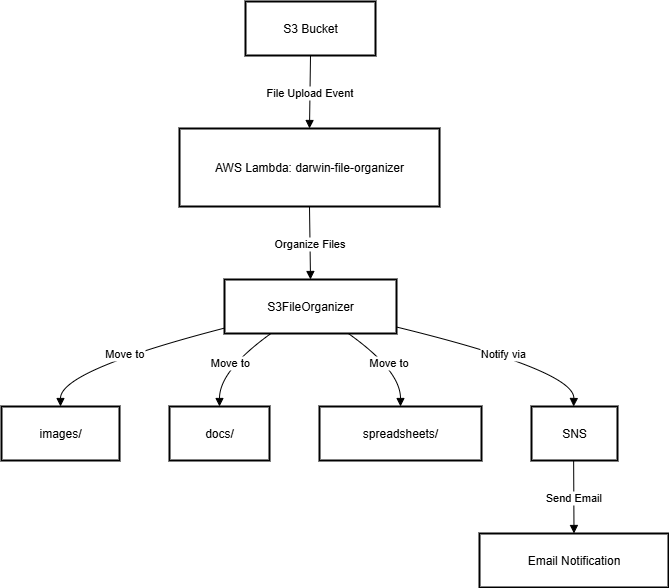 S3 Bucket
File Upload Event
AWS Lambda: darwin-file-organizer
Organize Files
S3FileOrganizer
Move to
Move to
Move to
Notify via
images/
docs/
spreadsheets/
SNS
Send Email
Email Notification